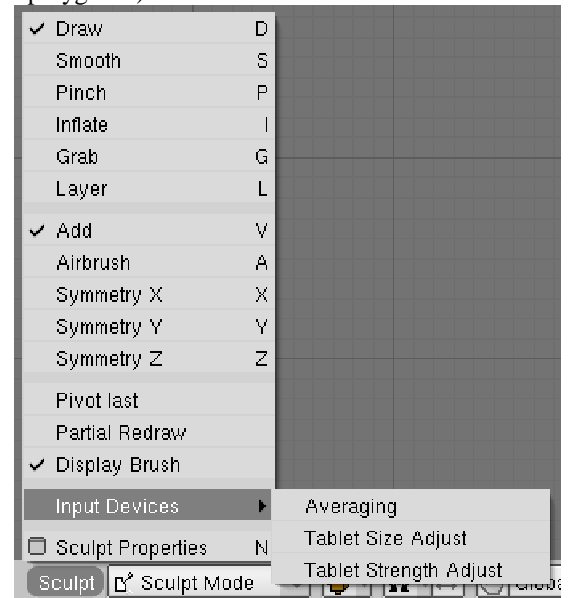 Draw D
Smooth S
Pinch P
Inflate I
Grab G
Layer L
Add V
Airbrush A
Symmetry X X
Symmetry Y Y
Symmetry Z Z
Pivot last
Partial Redraw
Display Brush
Input Devices
Averaging
Tablet Size Adjust
Tablet Strength Adjust
Sculpt Properties N
Sculpt Sculpt Mode